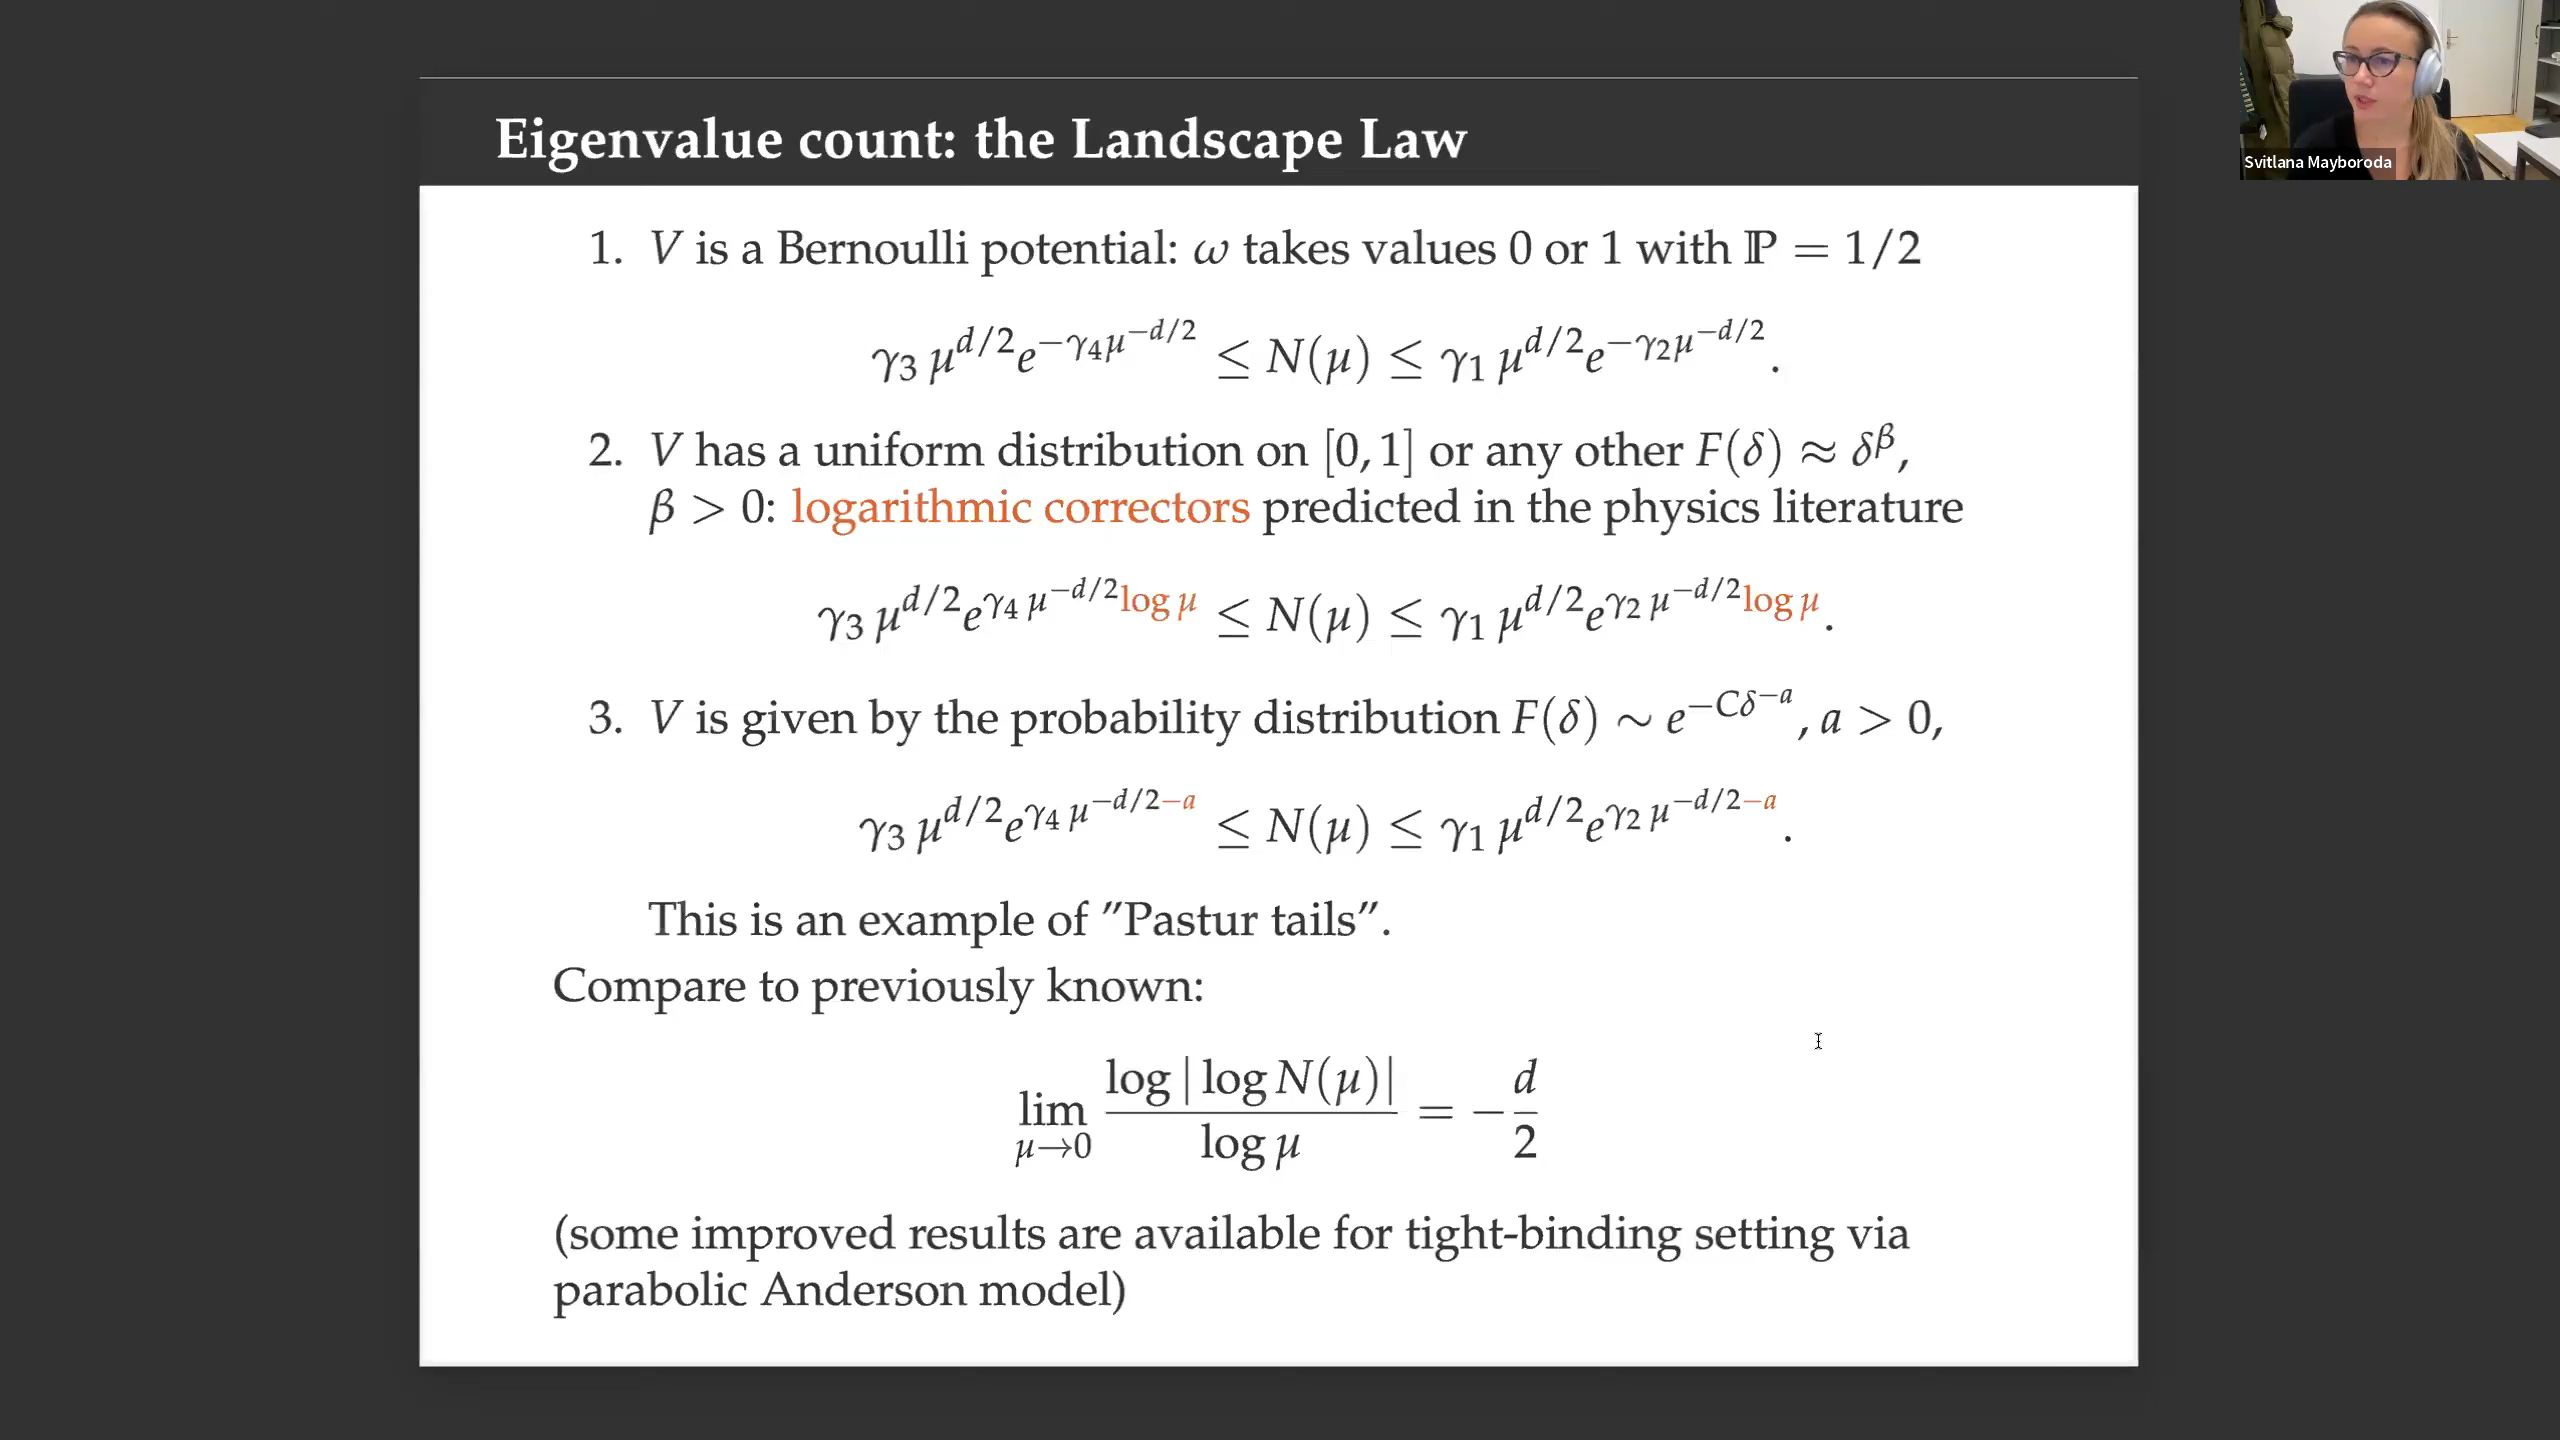 Svitlana Mayboroda
Eigenvalue count: the Landscape Law
1. V is a Bernoulli potential: ω takes values 0 or 1 with ℙ = 1/2
γ₃ μ^{d/2} e^{−γ₄ μ^{−d/2}} ≤ N(μ) ≤ γ₁ μ^{d/2} e^{−γ₂ μ^{−d/2}}.
2. V has a uniform distribution on [0, 1] or any other F(δ) ≈ δ^β,
β > 0: logarithmic correctors predicted in the physics literature
γ₃ μ^{d/2} e^{γ₄ μ^{−d/2} log μ} ≤ N(μ) ≤ γ₁ μ^{d/2} e^{γ₂ μ^{−d/2} log μ}.
3. V is given by the probability distribution F(δ) ∼ e^{−Cδ^{−a}}, a > 0,
γ₃ μ^{d/2} e^{γ₄ μ^{−d/2−a}} ≤ N(μ) ≤ γ₁ μ^{d/2} e^{γ₂ μ^{−d/2−a}}.
This is an example of ”Pastur tails”.
Compare to previously known:
lim_{μ→0} \frac{log | log N(μ)|}{log μ} = −\frac{d}{2}
(some improved results are available for tight-binding setting via
parabolic Anderson model)